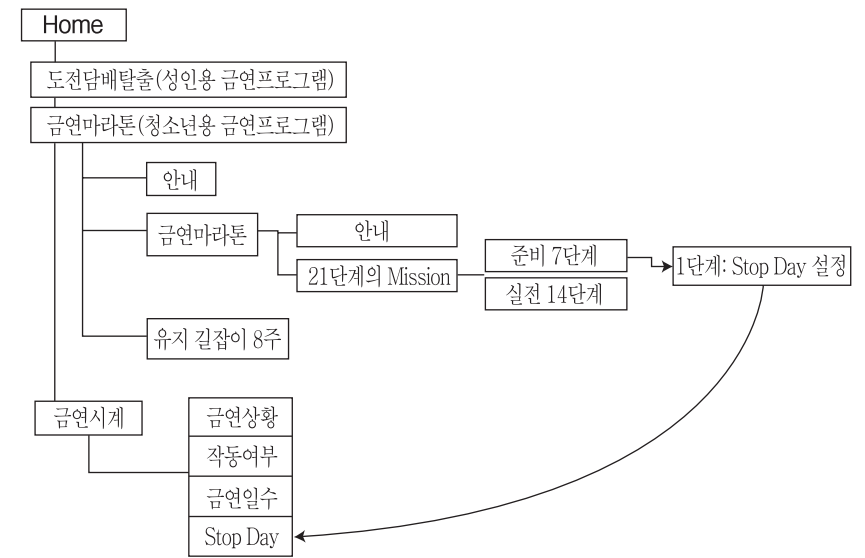 Home
도전담배탈출(성인용 금연프로그램)
금연마라톤(청소년용 금연프로그램)
안내
금연마라톤
안내
21단계의 Mission
준비 7단계
실전 14단계
1단계: Stop Day 설정
유지 길잡이 8주
금연시계
금연상황
작동여부
금연일수
Stop Day